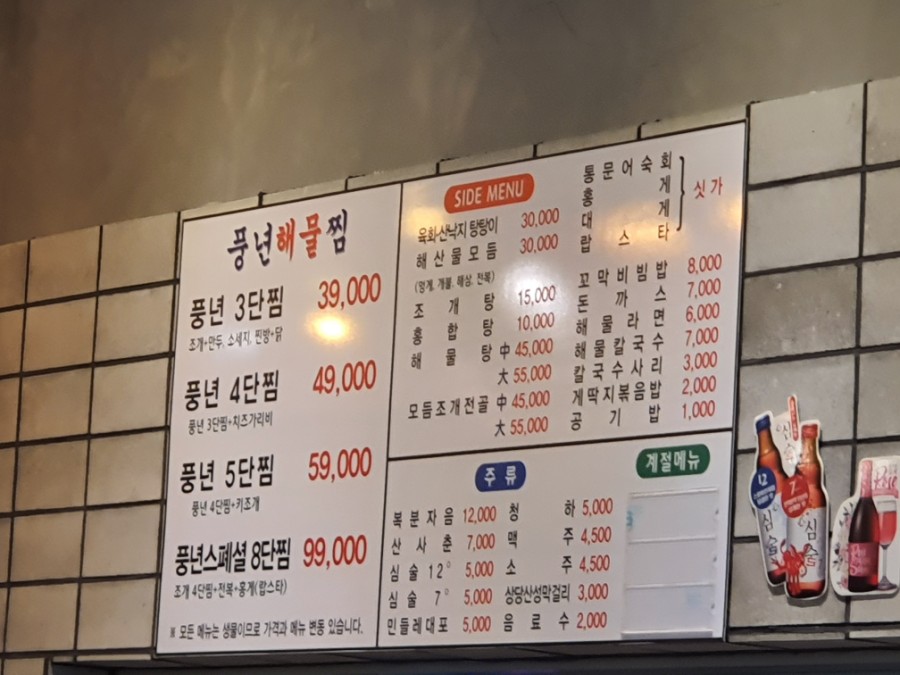 풍년해물찜
풍년 3단찜 39,000
조개+만두, 소세지, 찐빵+닭
풍년 4단찜 49,000
풍년 3단찜+치즈가리비
풍년 5단찜 59,000
풍년 4단찜+키조개
풍년스페셜 8단찜 99,000
조개 4단찜+전복+홍게(랍스타)
※ 모든 메뉴는 생물이므로 가격과 메뉴 변동 있습니다.
SIDE MENU
육회산낙지 탕탕이 30,000
해산물모듬 30,000
(멍게, 개불, 해삼, 전복)
조개탕 15,000
홍합탕 10,000
해물탕 中 45,000
大 55,000
모듬조개전골 中 45,000
大 55,000
통문어숙회
홍게
대게
랍스타
싯가
꼬막비빔밥 8,000
돈까스 7,000
해물라면 6,000
해물칼국수 7,000
칼국수사리 3,000
게딱지볶음밥 2,000
공기밥 1,000
주류
복분자음 12,000
산사춘 7,000
심술 12° 5,000
심술 7° 5,000
민들레대포 5,000
청하 5,000
맥주 4,500
소주 4,500
상당산성막걸리 3,000
음료수 2,000
계절메뉴
심술
12
7
심술
심술